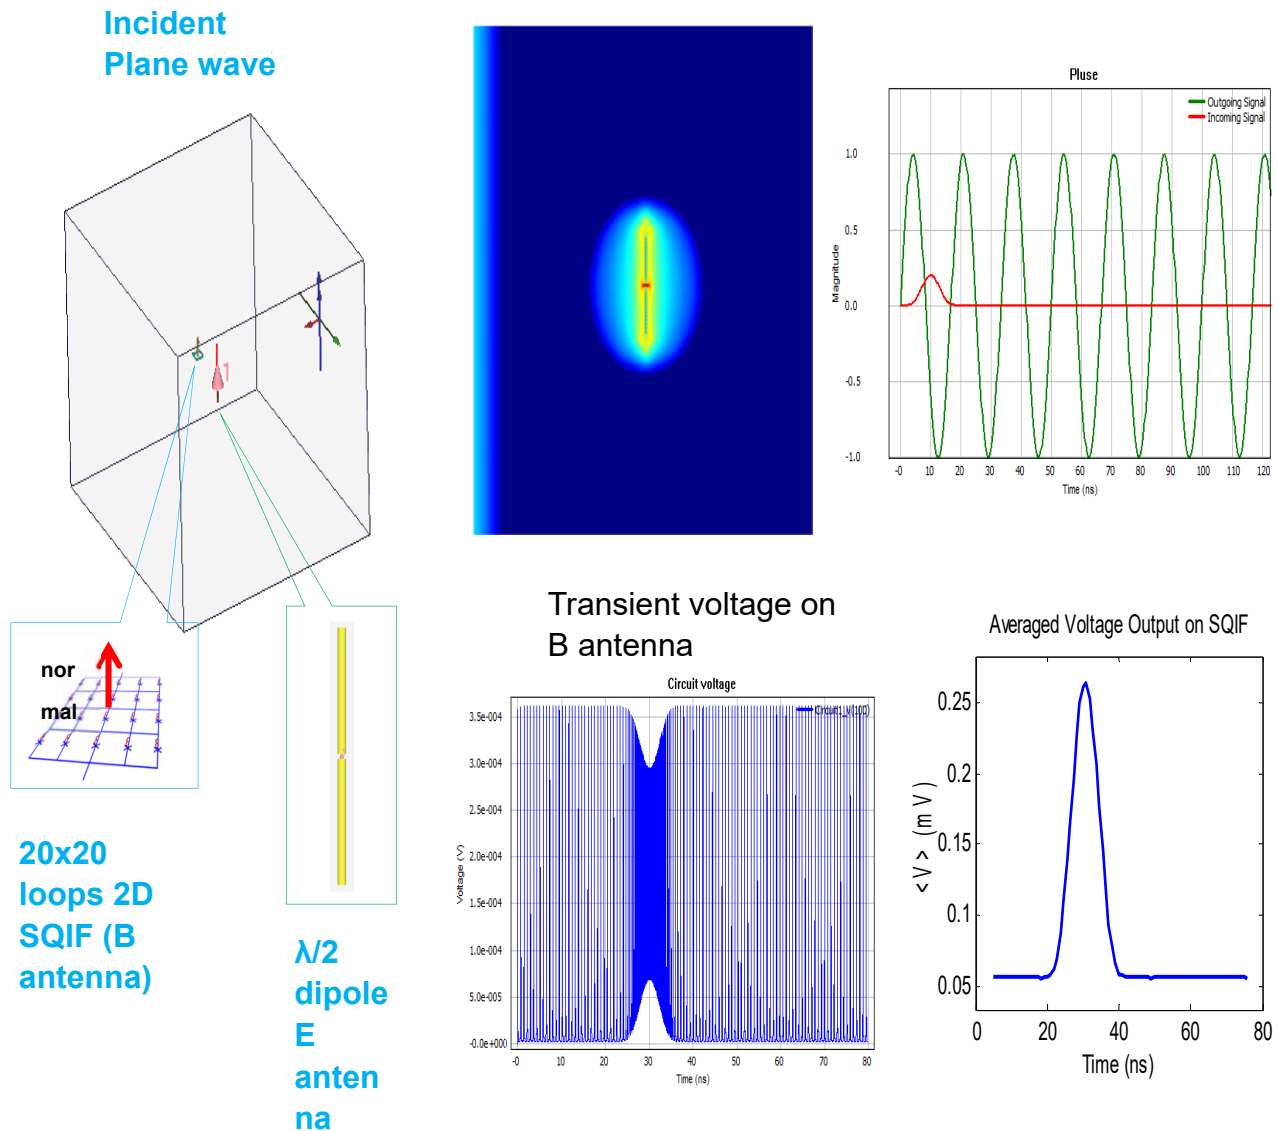 Incident
Plane wave
1
nor
mal
20x20
loops 2D
SQIF (B
antenna)
λ/2
dipole
E
anten
na
Pluse
Outgoing Signal
Incoming Signal
Magnitude
1.0
0.5
0.0
-0.5
-1.0
-0 10 20 30 40 50 60 70 80 90 100 110 120
Time (ns)
Transient voltage on
B antenna
Circuit voltage
Circuit1_V(100)
Voltage (V)
3.5e-004
3.0e-004
2.5e-004
2.0e-004
1.5e-004
1.0e-004
5.0e-005
-0.0e+000
-0 10 20 30 40 50 60 70 80
Time (ns)
Averaged Voltage Output on SQIF
<V> (mV)
0.25
0.2
0.15
0.1
0.05
0 20 40 60 80
Time (ns)